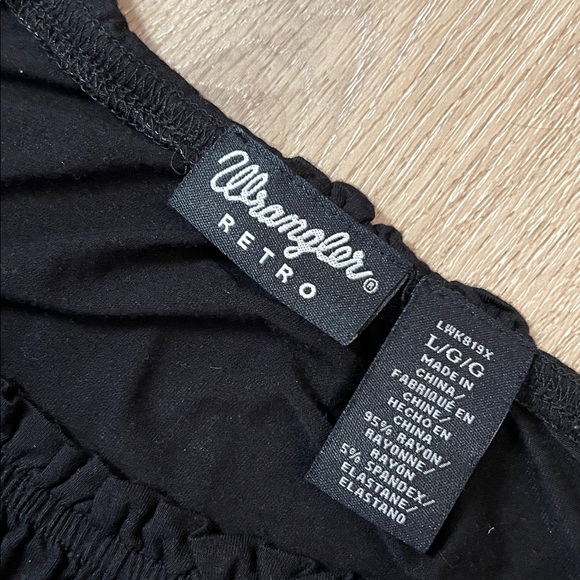 Wrangler®
RETRO
LWK819X
L/G/G
MADE IN
CHINA/
FABRIQUÉ EN
CHINE/
HECHO EN
CHINA
95% RAYON/
RAYONNE/
RAYÓN
5% SPANDEX/
ELASTANE/
ELASTANO